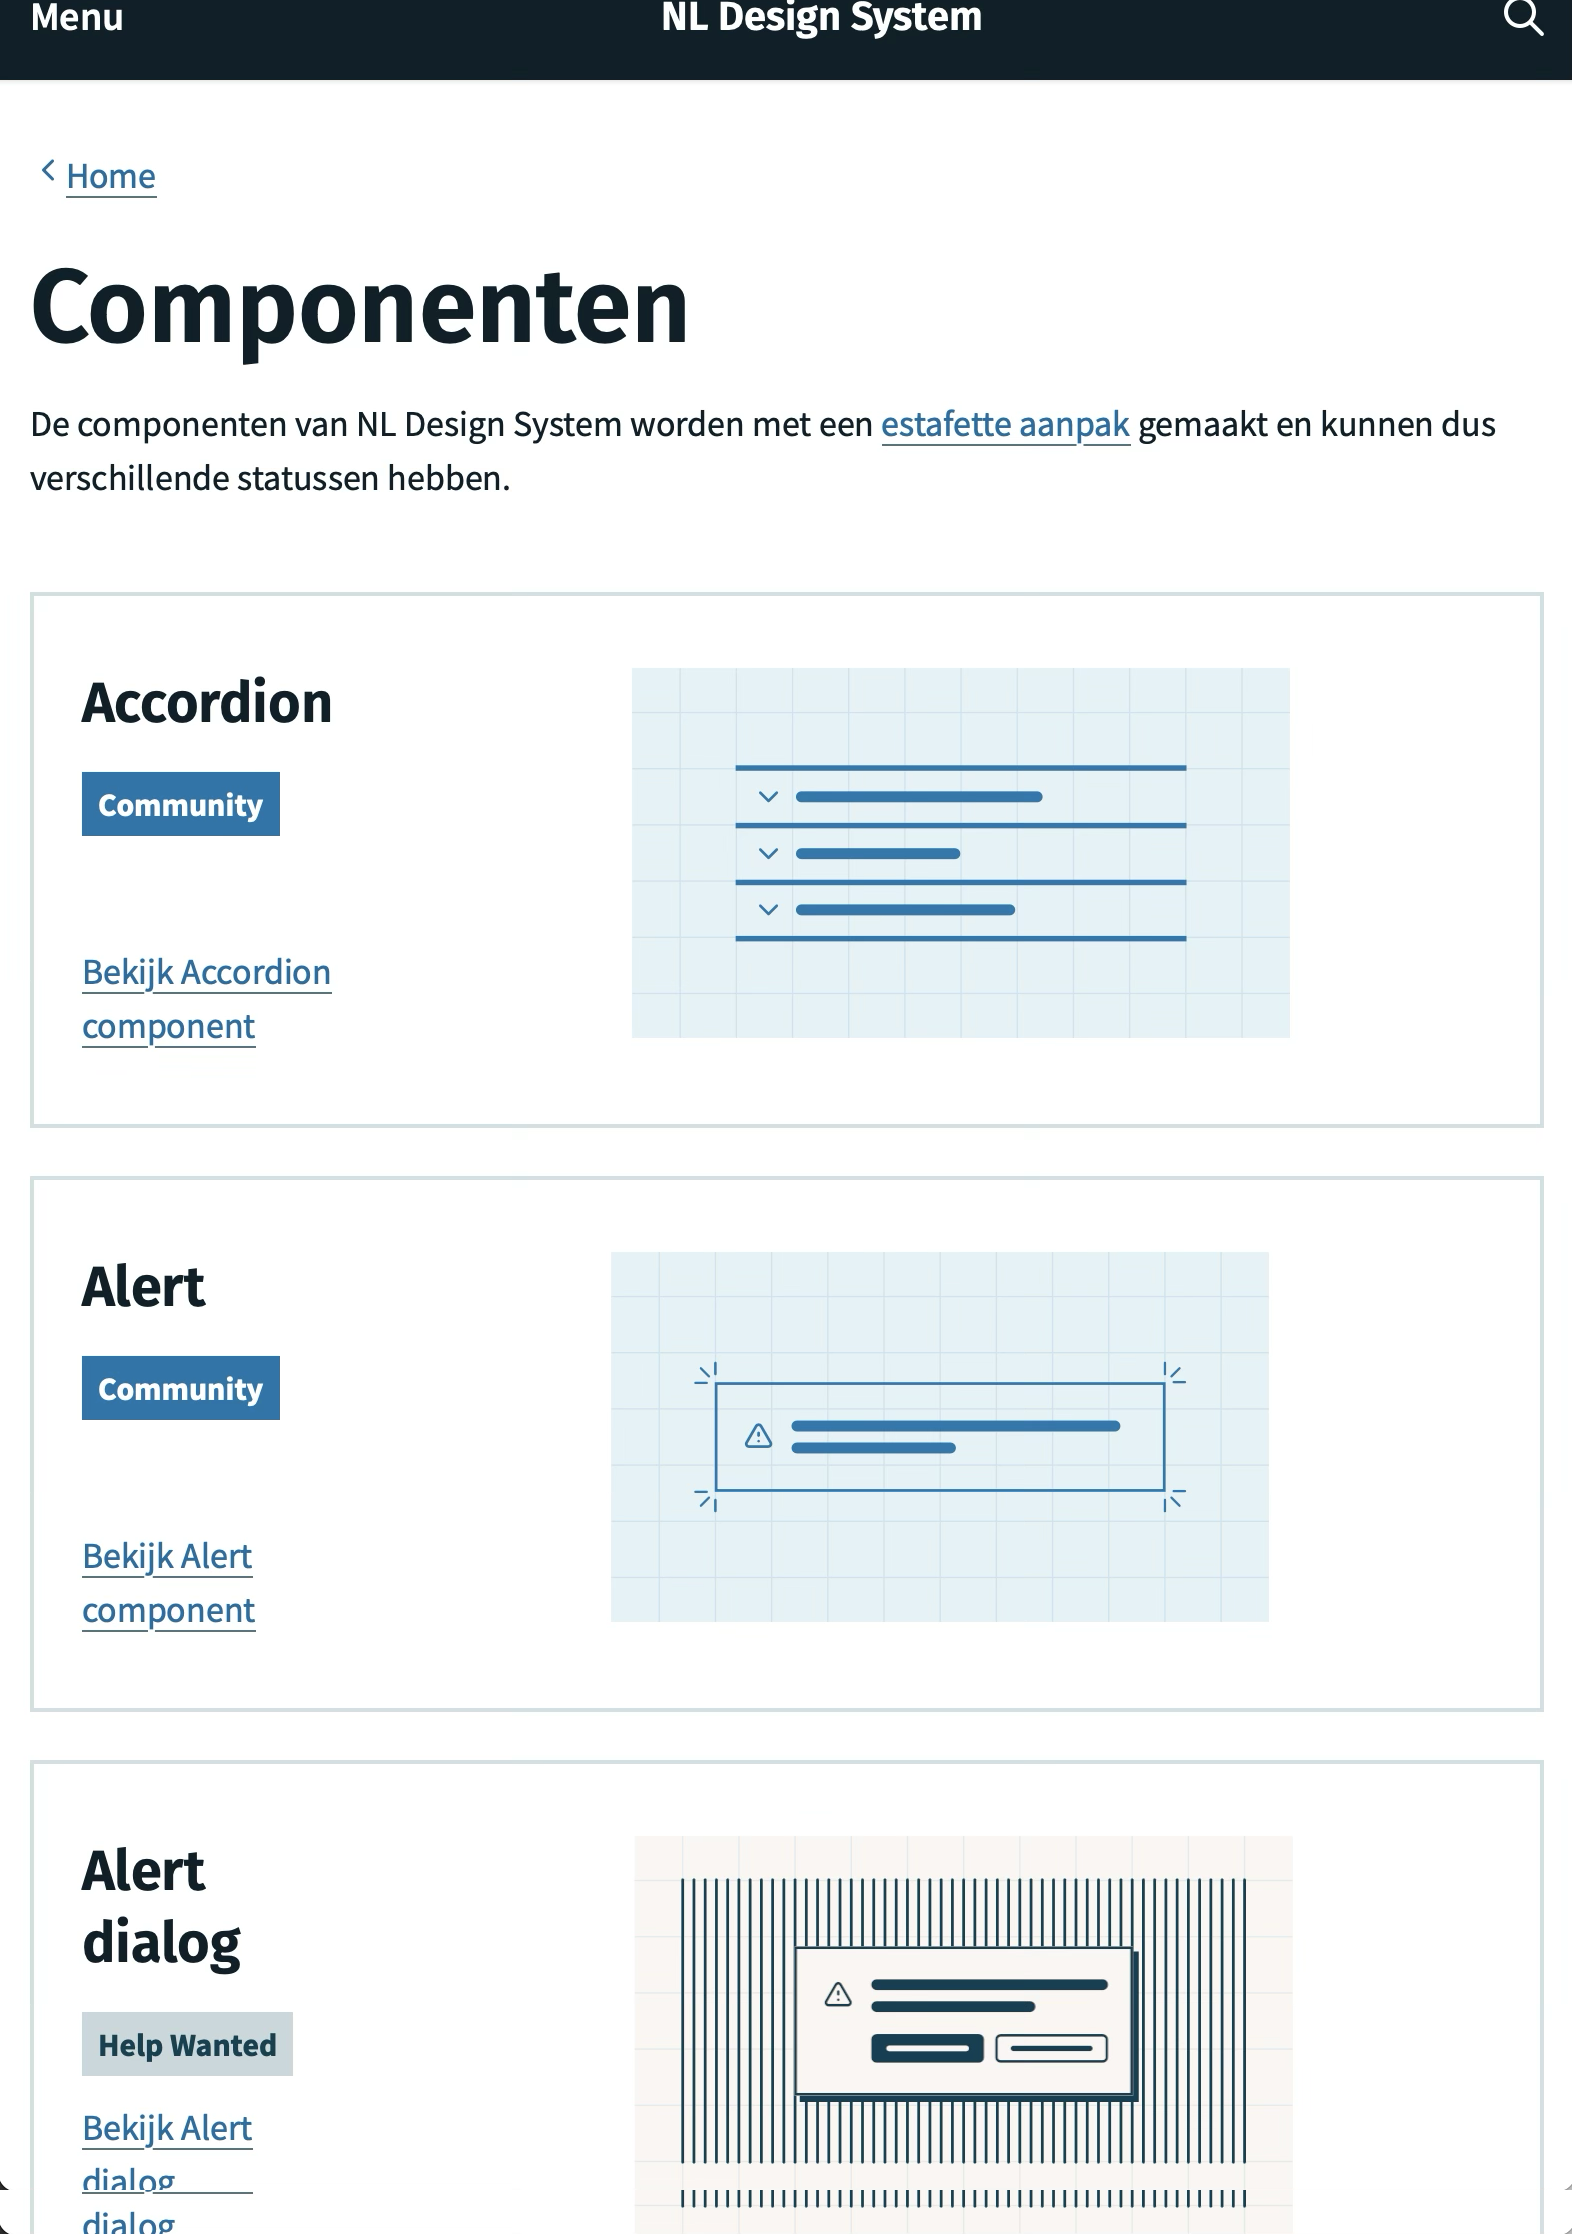 Menu
NL Design System
Home
Componenten
De componenten van NL Design System worden met een estafette aanpak gemaakt en kunnen dus
verschillende statussen hebben.
Accordion
Community
Bekijk Accordion
component
Alert
Community
Bekijk Alert
component
Alert
dialog
Help Wanted
Bekijk Alert
dialog
dialog